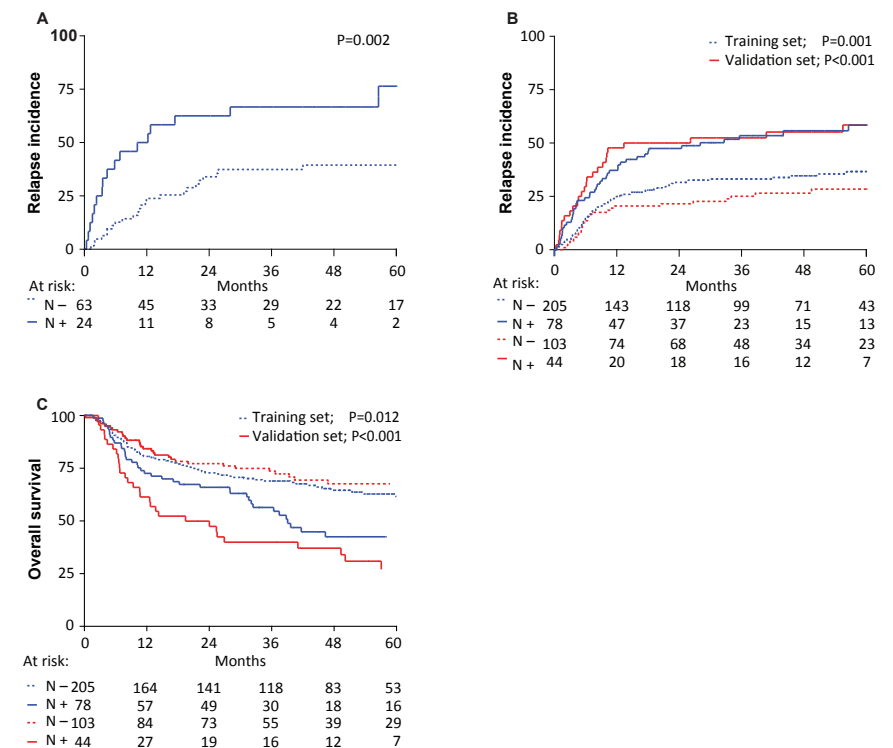 A
P=0.002
Relapse incidence
100
75
50
25
0
0 12 24 36 48 60
At risk: Months
N – 63 45 33 29 22 17
N + 24 11 8 5 4 2
B
Training set; P=0.001
Validation set; P<0.001
Relapse incidence
100
75
50
25
0
0 12 24 36 48 60
At risk: Months
N – 205 143 118 99 71 43
N + 78 47 37 23 15 13
N – 103 74 68 48 34 23
N + 44 20 18 16 12 7
C
Training set; P=0.012
Validation set; P<0.001
Overall survival
100
75
50
25
0
0 12 24 36 48 60
At risk: Months
N – 205 164 141 118 83 53
N + 78 57 49 30 18 16
N – 103 84 73 55 39 29
N + 44 27 19 16 12 7